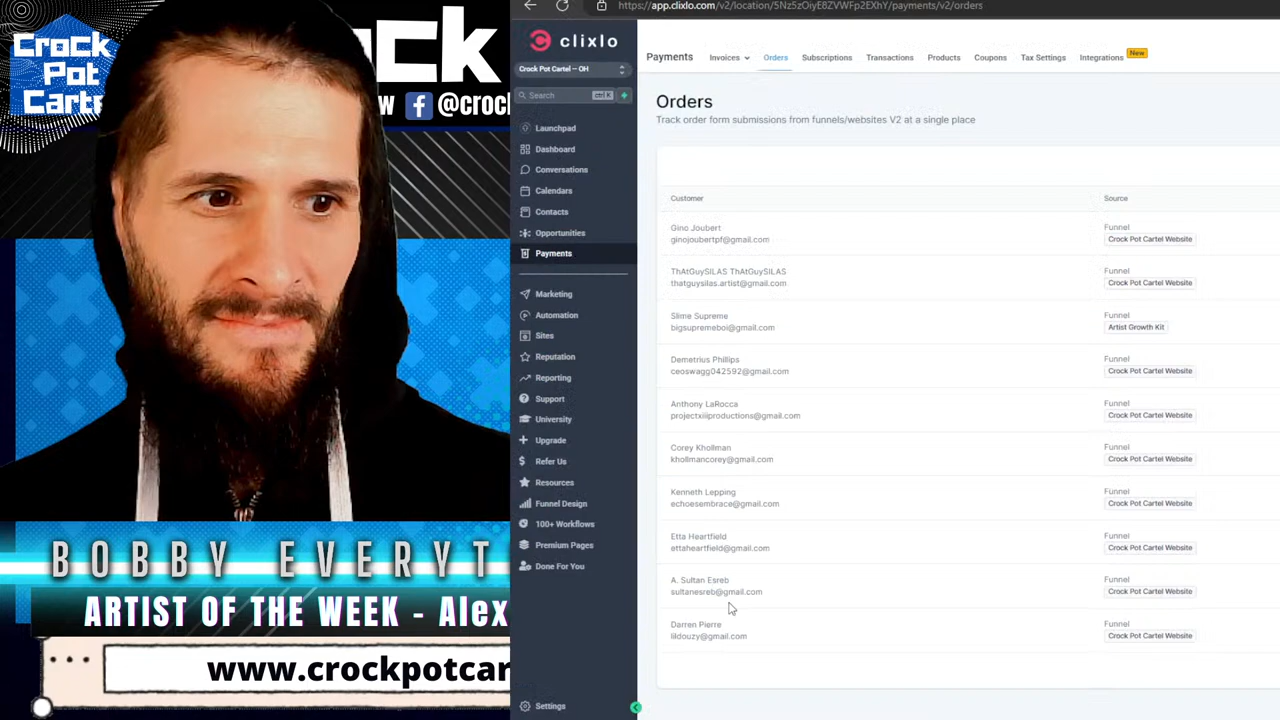 Crock
Pot
Carte
CK
w @crock
BOBBY EVERYT
ARTIST OF THE WEEK - Alex
www.crockpotcar
https://app.clixlo.com/v2/location/5Nz5zOiyE8ZVWFp2EXhY/payments/v2/orders
clixlo
Crock Pot Cartel — OH
Search ctrl K
Launchpad
Dashboard
Conversations
Calendars
Contacts
Opportunities
Payments
Marketing
Automation
Sites
Reputation
Reporting
Support
University
Upgrade
Refer Us
Resources
Funnel Design
100+ Workflows
Premium Pages
Done For You
Settings
Payments Invoices Orders Subscriptions Transactions Products Coupons Tax Settings Integrations New
Orders
Track order form submissions from funnels/websites V2 at a single place
Customer Source
Gino Joubert Funnel
ginojoubertpf@gmail.com Crock Pot Cartel Website
ThAtGuySILAS ThAtGuySILAS Funnel
thatguysilas.artist@gmail.com Crock Pot Cartel Website
Slime Supreme Funnel
bigsupremeboi@gmail.com Artist Growth Kit
Demetrius Phillips Funnel
ceoswagg042592@gmail.com Crock Pot Cartel Website
Anthony LaRocca Funnel
projectxiiiproductions@gmail.com Crock Pot Cartel Website
Corey Khollman Funnel
khollmancorey@gmail.com Crock Pot Cartel Website
Kenneth Lepping Funnel
echoesembrace@gmail.com Crock Pot Cartel Website
Etta Heartfield Funnel
ettaheartfield@gmail.com Crock Pot Cartel Website
A. Sultan Esreb Funnel
sultanesreb@gmail.com Crock Pot Cartel Website
Darren Pierre Funnel
lildouzy@gmail.com Crock Pot Cartel Website